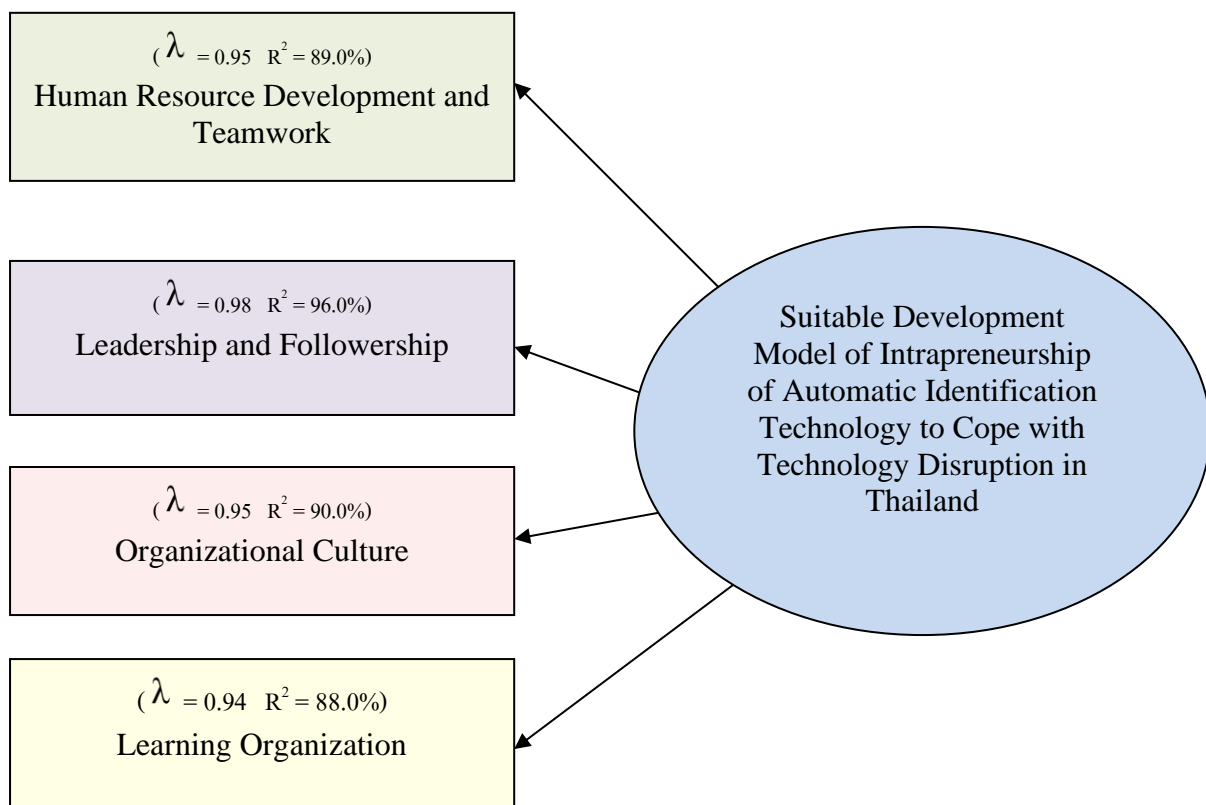 ( λ = 0.95 R² = 89.0%)
Human Resource Development and
Teamwork
( λ = 0.98 R² = 96.0%)
Leadership and Followership
( λ = 0.95 R² = 90.0%)
Organizational Culture
( λ = 0.94 R² = 88.0%)
Learning Organization
Suitable Development
Model of Intrapreneurship
of Automatic Identification
Technology to Cope with
Technology Disruption in
Thailand